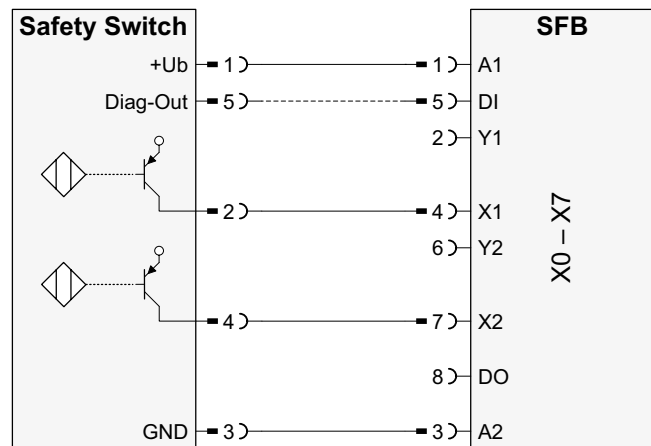 Safety Switch SFB
+Ub 1 1 A1
Diag-Out 5 5 DI
2 Y1
2 4 X1
6 Y2
4 7 X2
8 DO
GND 3 3 A2
X0 – X7